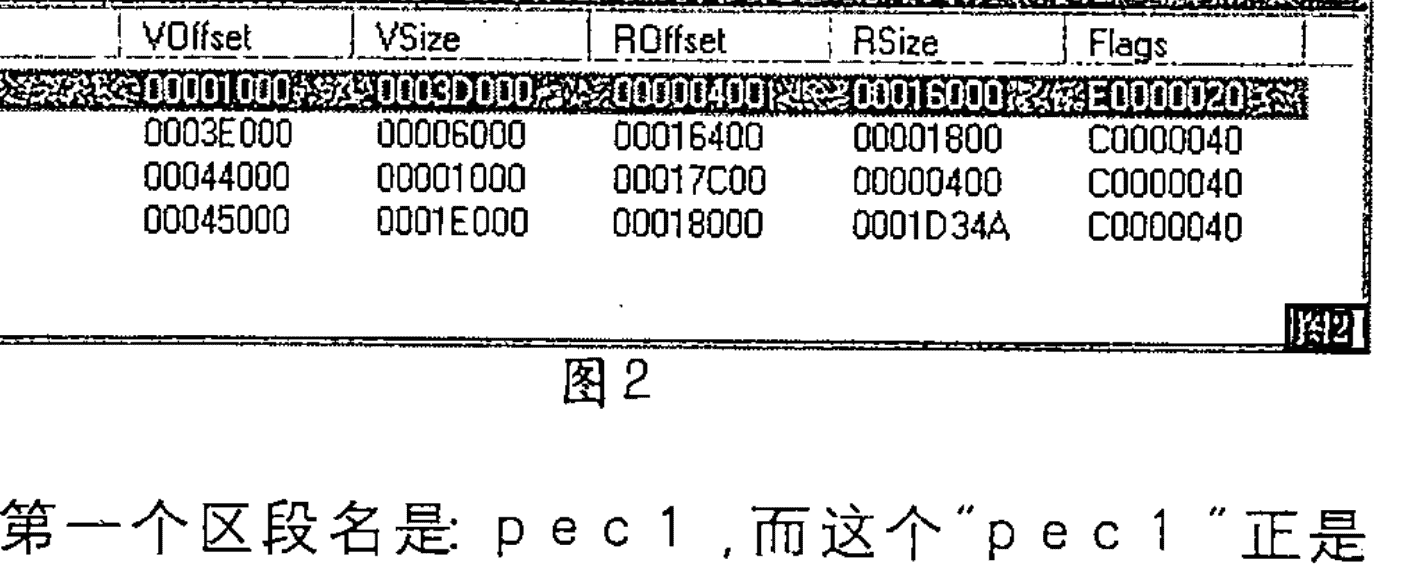 VOffset VSize ROffset RSize Flags
00001000 0003D000 00000400 00016000 E0000020
0003E000 00006000 00016400 00001800 C0000040
00044000 00001000 00017C00 00000400 C0000040
00045000 0001E000 00018000 0001D34A C0000040
图2
图2
第一个区段名是: pec1 ,而这个"pec1"正是